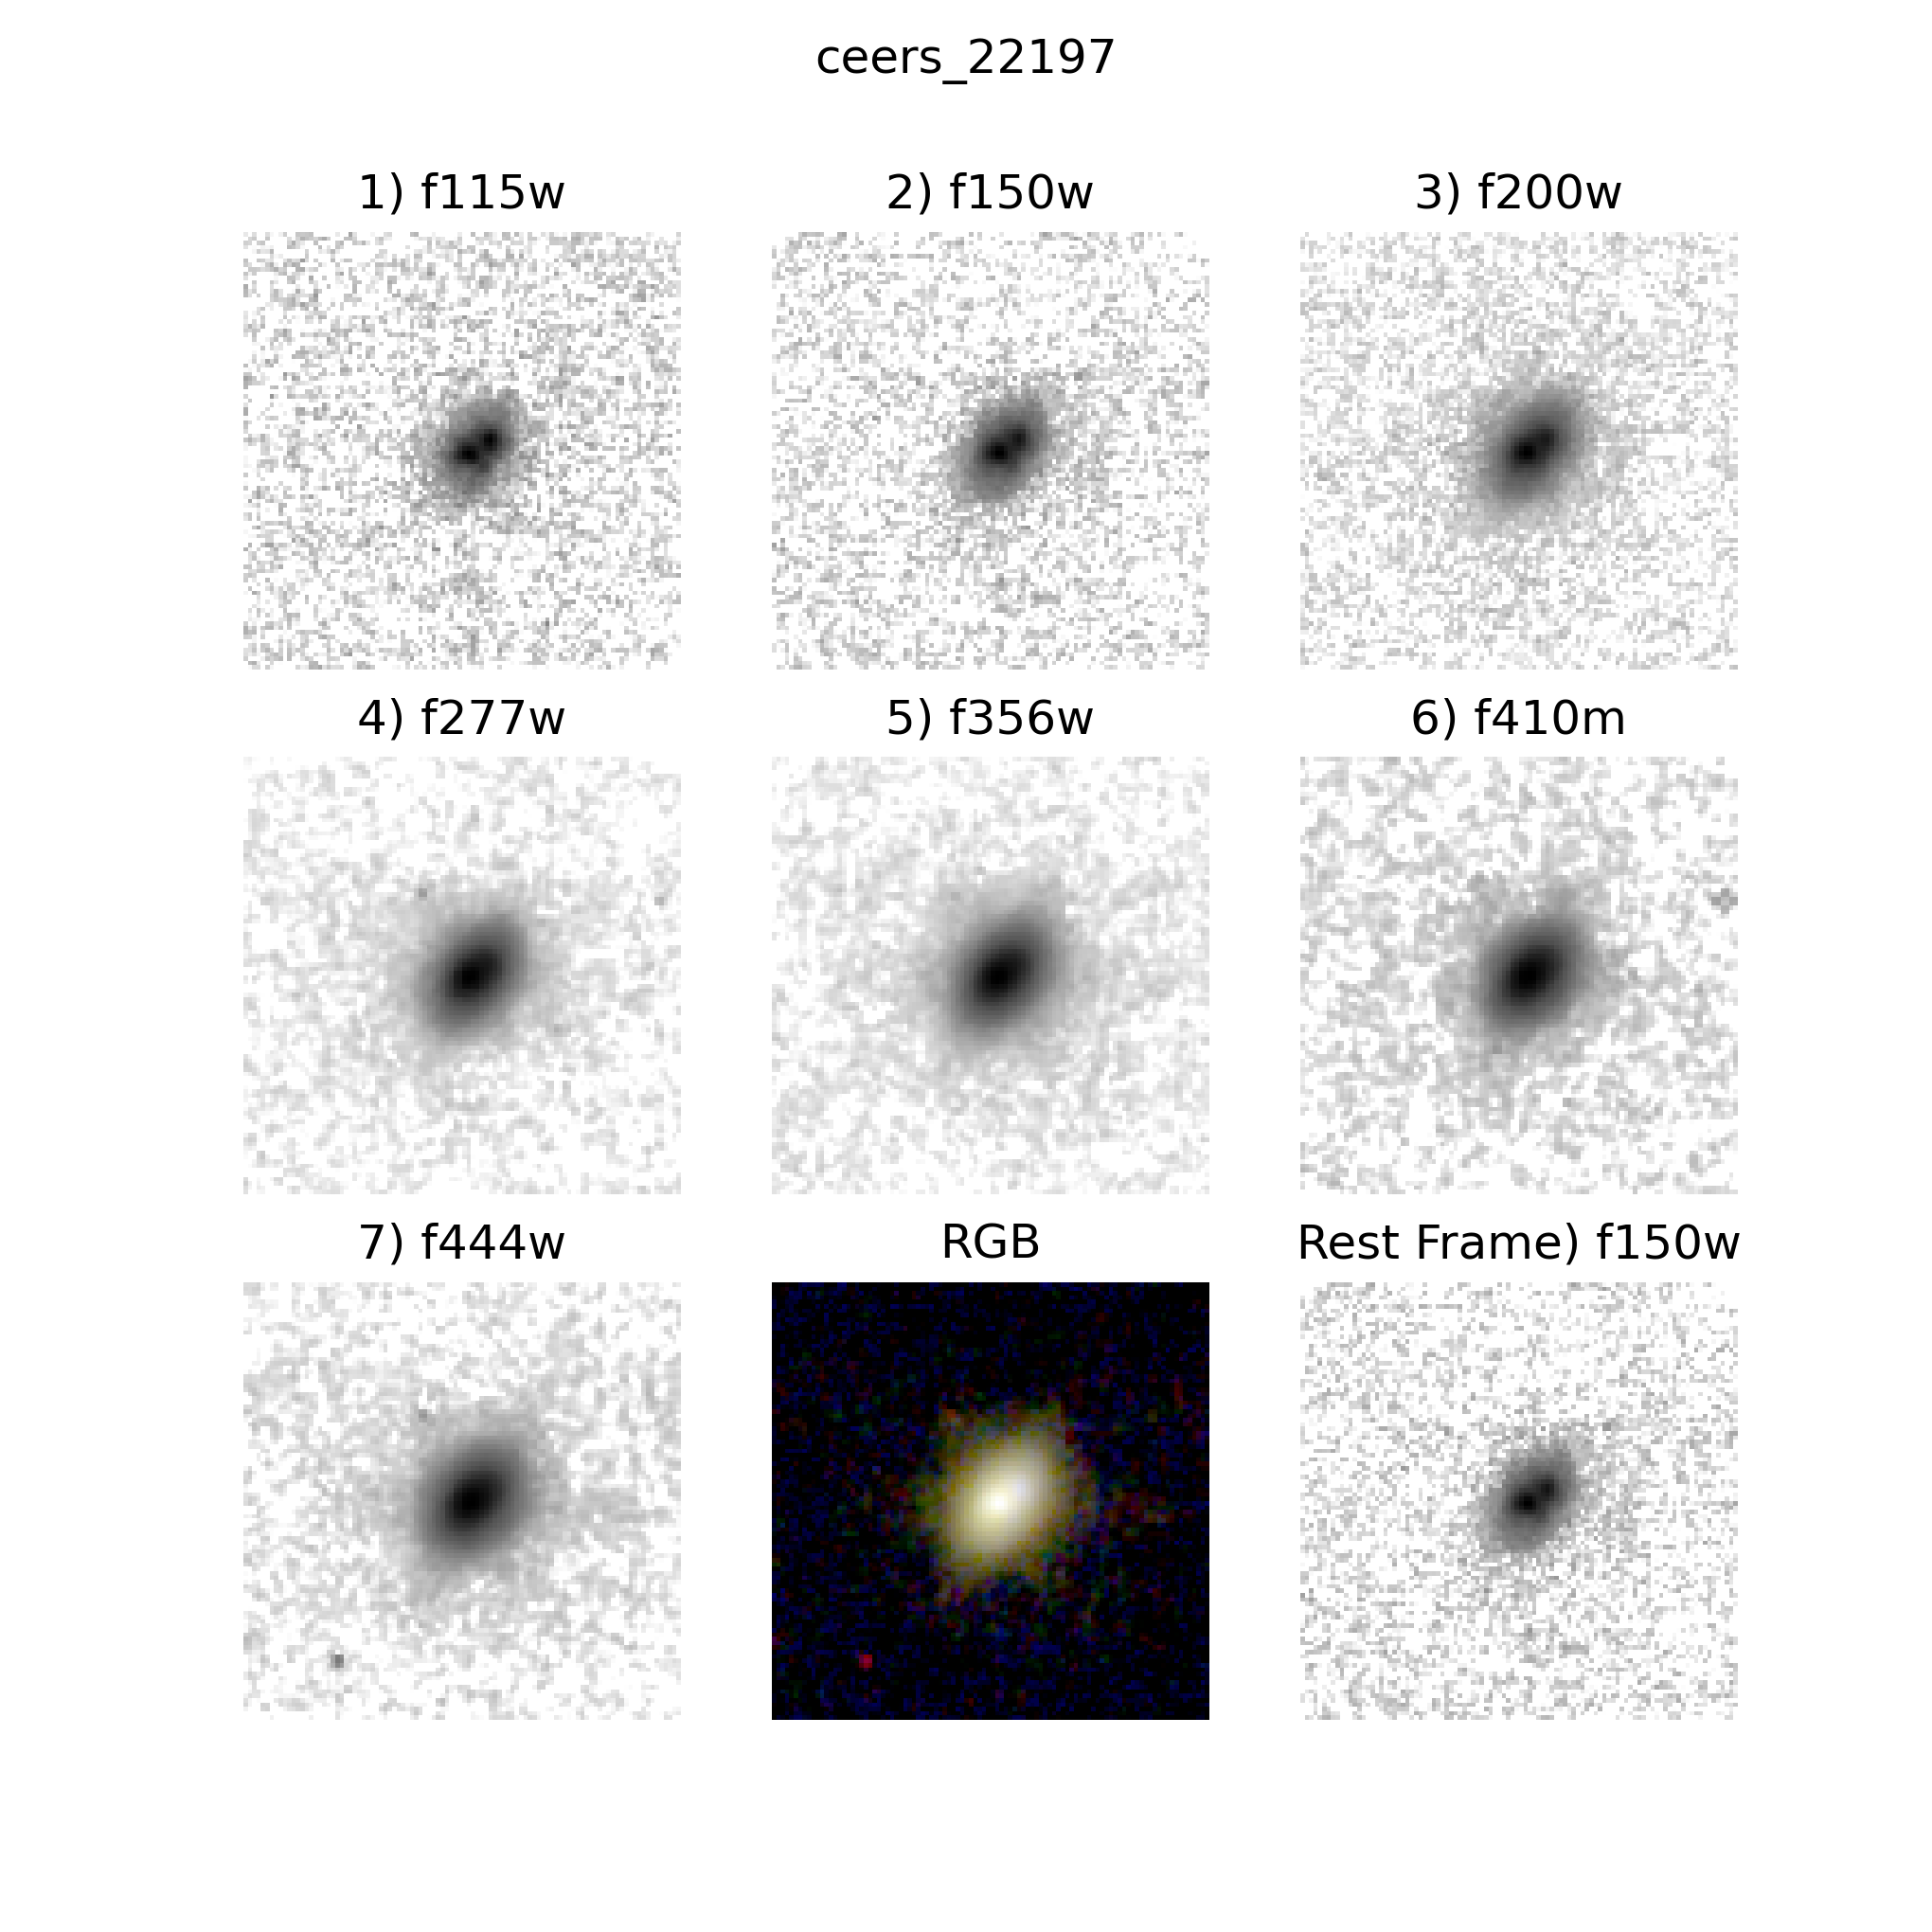 ceers_22197
1) f115w
2) f150w
3) f200w
4) f277w
5) f356w
6) f410m
7) f444w
RGB
Rest Frame) f150w